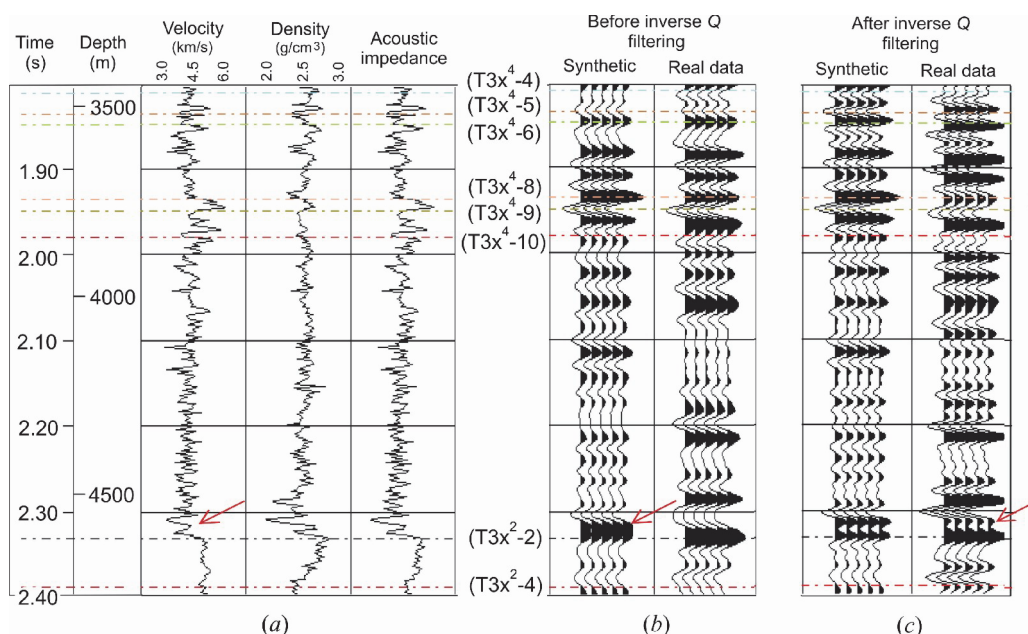 Time
(s)
Depth
(m)
Velocity
(km/s)
3.0
4.5
6.0
Density
(g/cm³)
2.0
2.5
3.0
Acoustic
impedance
Before inverse Q
filtering
Synthetic
Real data
After inverse Q
filtering
Synthetic
Real data
3500
1.90
2.00
4000
2.10
2.20
4500
2.30
2.40
(T3x⁴-4)
(T3x⁴-5)
(T3x⁴-6)
(T3x⁴-8)
(T3x⁴-9)
(T3x⁴-10)
(T3x²-2)
(T3x²-4)
(a)
(b)
(c)